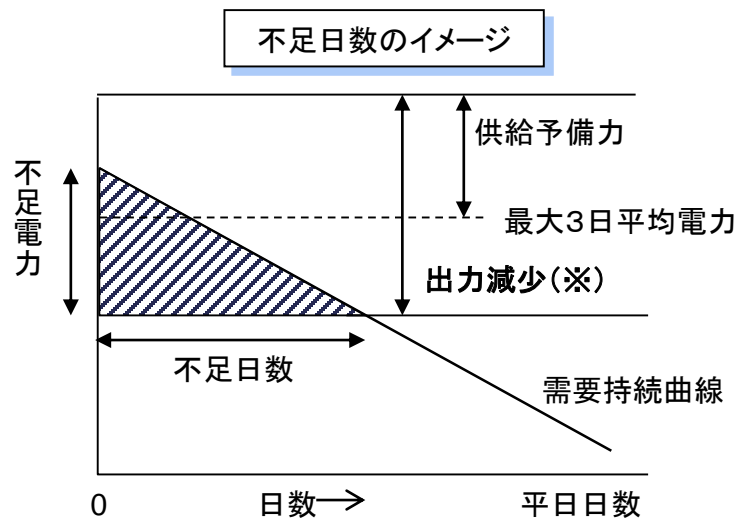 不足日数のイメージ
供給予備力
不足電力
最大3日平均電力
出力減少(※)
不足日数
需要持続曲線
0
日数
平日日数